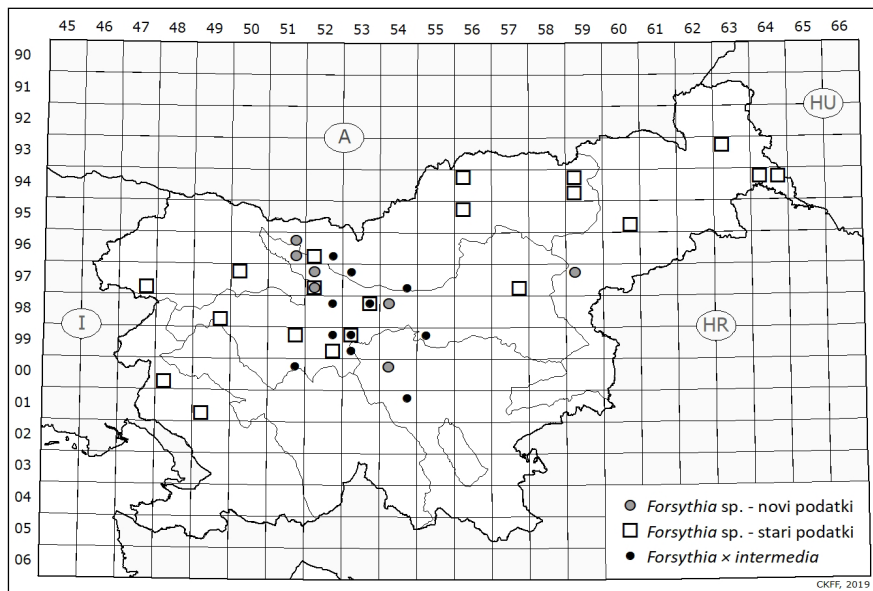 45 46 47 48 49 50 51 52 53 54 55 56 57 58 59 60 61 62 63 64 65 66
90
91
92
93
94
95
96
97
98
99
00
01
02
03
04
05
06
A
HU
I
HR
Forsythia sp. - novi podatki
Forsythia sp. - stari podatki
Forsythia × intermedia
CKFF, 2019